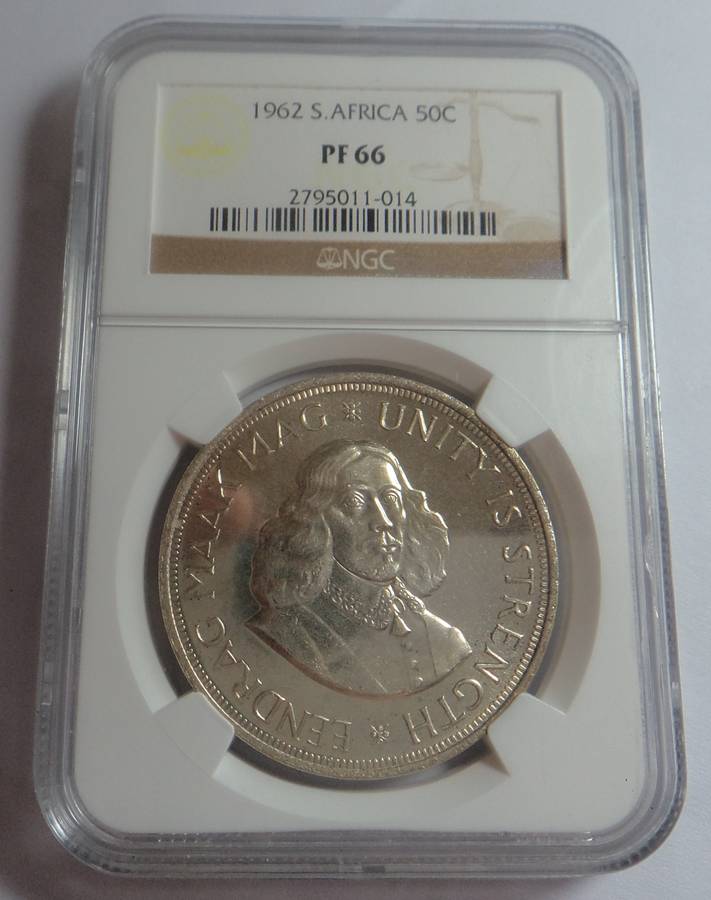 1962 S.AFRICA 50C
PF 66
2795011-014
NGC
EENDRAG MAAK MAG * UNITY IS STRENGTH *